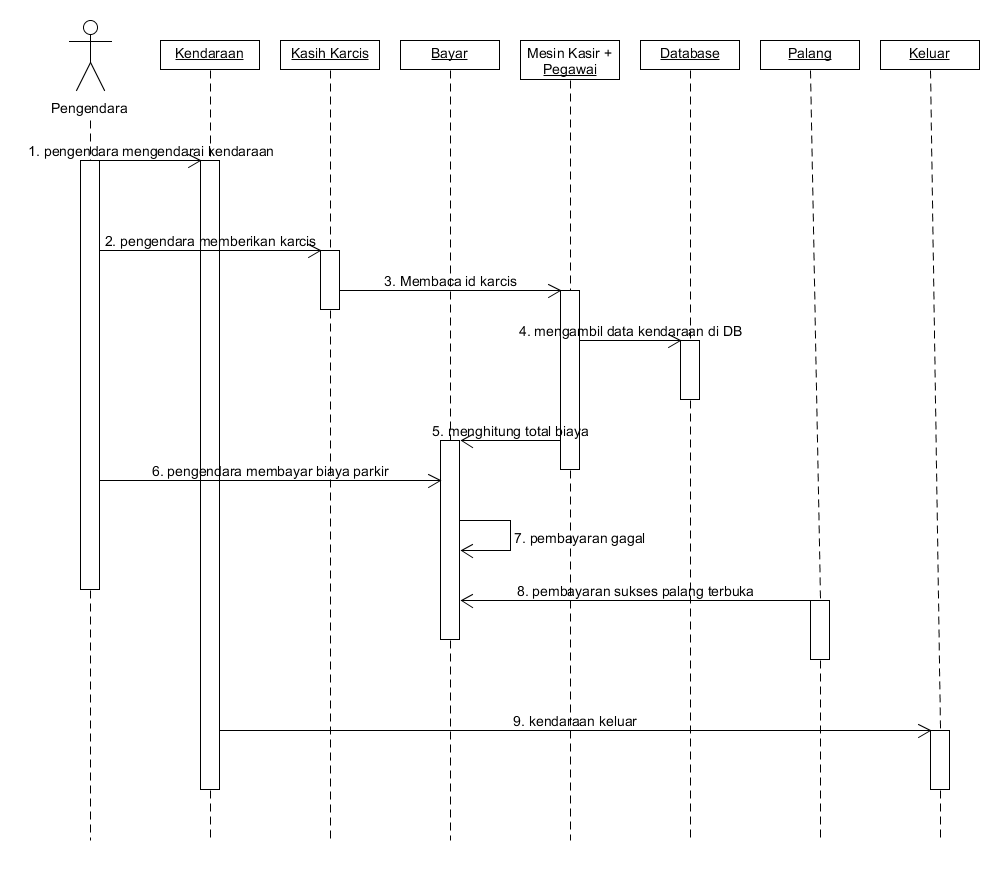 Pengendara
Kendaraan
Kasih Karcis
Bayar
Mesin Kasir +
Pegawai
Database
Palang
Keluar
1. pengendara mengendarai kendaraan
2. pengendara memberikan karcis
3. Membaca id karcis
4. mengambil data kendaraan di DB
5. menghitung total biaya
6. pengendara membayar biaya parkir
7. pembayaran gagal
8. pembayaran sukses palang terbuka
9. kendaraan keluar